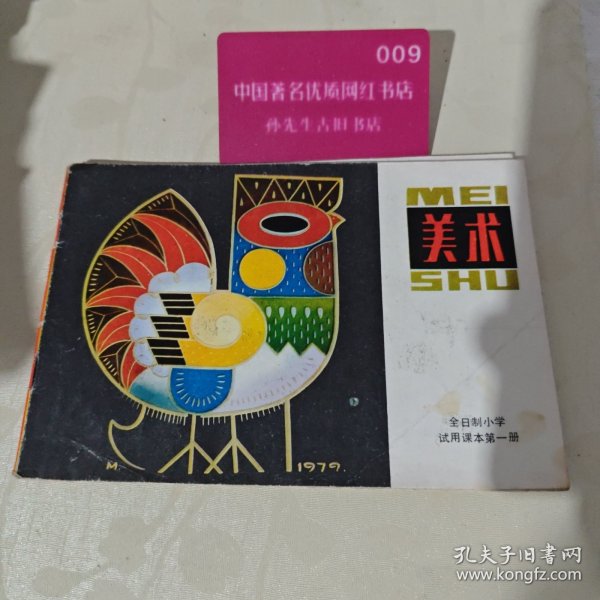 009
中国著名优质网红书店
孙先生古旧书店
MEI
美术
SHU
全日制小学
试用课本第一册
M
1979.
孔夫子旧书网
www.kongfz.com